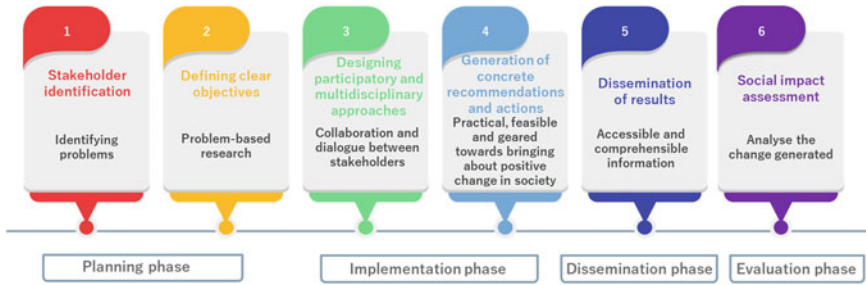 1
Stakeholder
identification
Identifying
problems
2
Defining clear
objectives
Problem-based
research
3
Designing
participatory and
multidisciplinary
approaches
Collaboration and
dialogue between
stakeholders
4
Generation of
concrete
recommendations
and actions
Practical, feasible
and geared
towards bringing
about positive
change in society
5
Dissemination
of results
Accessible and
comprehensible
information
6
Social impact
assessment
Analyse the
change generated
Planning phase
Implementation phase
Dissemination phase
Evaluation phase